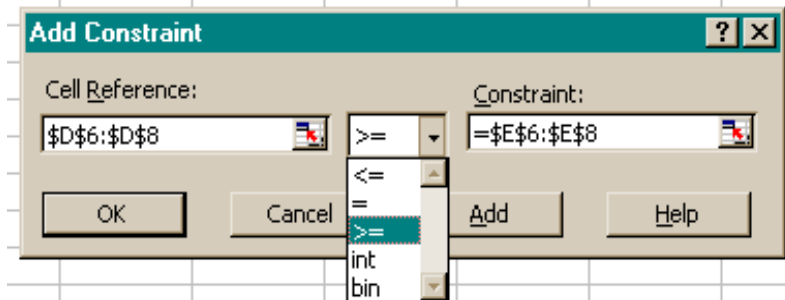 Add Constraint ? X
Cell Reference:
Constraint:
$D$6:$D$8
>=
=$E$6:$E$8
<=
=
>=
int
bin
OK
Cancel
Add
Help